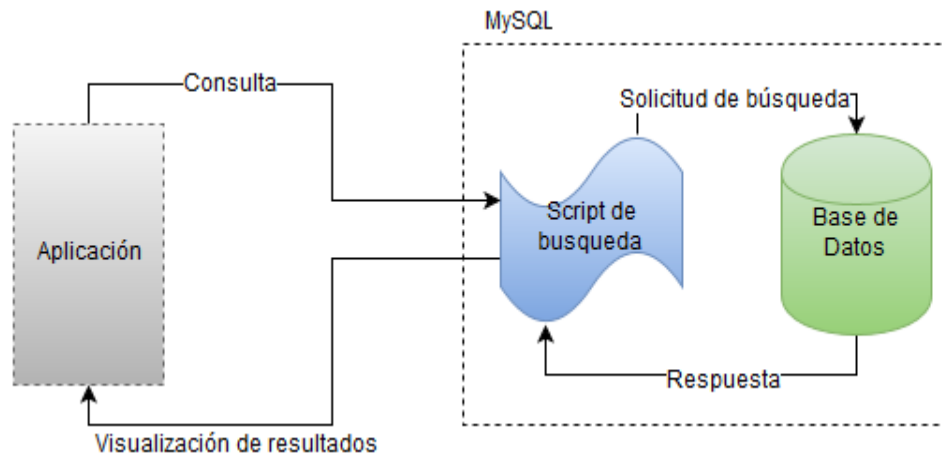 MySQL
Consulta
Solicitud de búsqueda
Aplicación
Script de
busqueda
Base de
Datos
Respuesta
Visualización de resultados